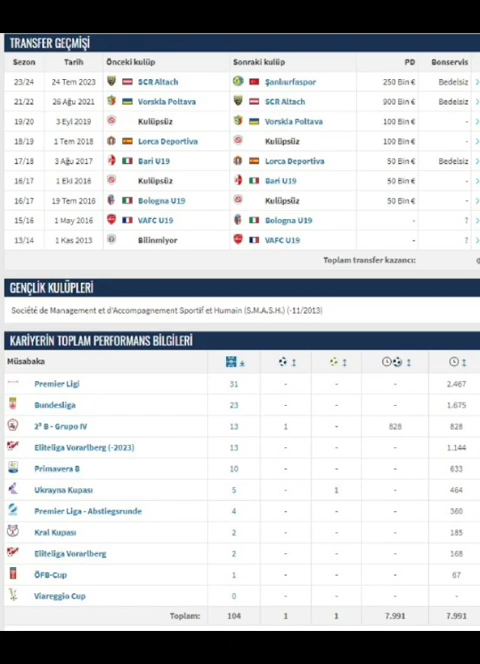 TRANSFER GEÇMİŞİ
Sezon Tarih Önceki kulüp Sonraki kulüp PD Bonservis
23/24 24 Tem 2023 SCR Altach Şanlıurfaspor 250 Bin € Bedelsiz
21/22 26 Ağu 2021 Vorskla Poltava SCR Altach 900 Bin € Bedelsiz
19/20 3 Eyl 2019 Kulüpsüz Vorskla Poltava 100 Bin € -
18/19 1 Tem 2018 Lorca Deportiva Kulüpsüz 100 Bin € -
17/18 3 Ağu 2017 Bari U19 Lorca Deportiva 50 Bin € Bedelsiz
16/17 1 Eki 2016 Kulüpsüz Bari U19 50 Bin € -
16/17 19 Tem 2016 Bologna U19 Kulüpsüz 50 Bin € -
15/16 1 May 2016 VAFC U19 Bologna U19 - ?
13/14 1 Kas 2013 Bilinmiyor VAFC U19 - ?
Toplam transfer kazancı:
GENÇLİK KULÜPLERİ
Société de Management et d'Accompagnement Sportif et Humain (S.M.A.S.H.) (-11/2013)
KARİYERİN TOPLAM PERFORMANS BİLGİLERİ
Müsabaka
Premier Ligi 31 - - - 2.467
Bundesliga 23 - - - 1.675
2ª B - Grupo IV 13 1 - 828 828
Eliteliga Vorarlberg (-2023) 13 - - - 1.144
Primavera B 10 - - - 633
Ukrayna Kupası 5 - 1 - 464
Premier Liga - Abstiegsrunde 4 - - - 360
Kral Kupası 2 - - - 185
Eliteliga Vorarlberg 2 - - - 168
ÖFB-Cup 1 - - - 67
Viareggio Cup 0 - - - -
Toplam: 104 1 1 7.991 7.991